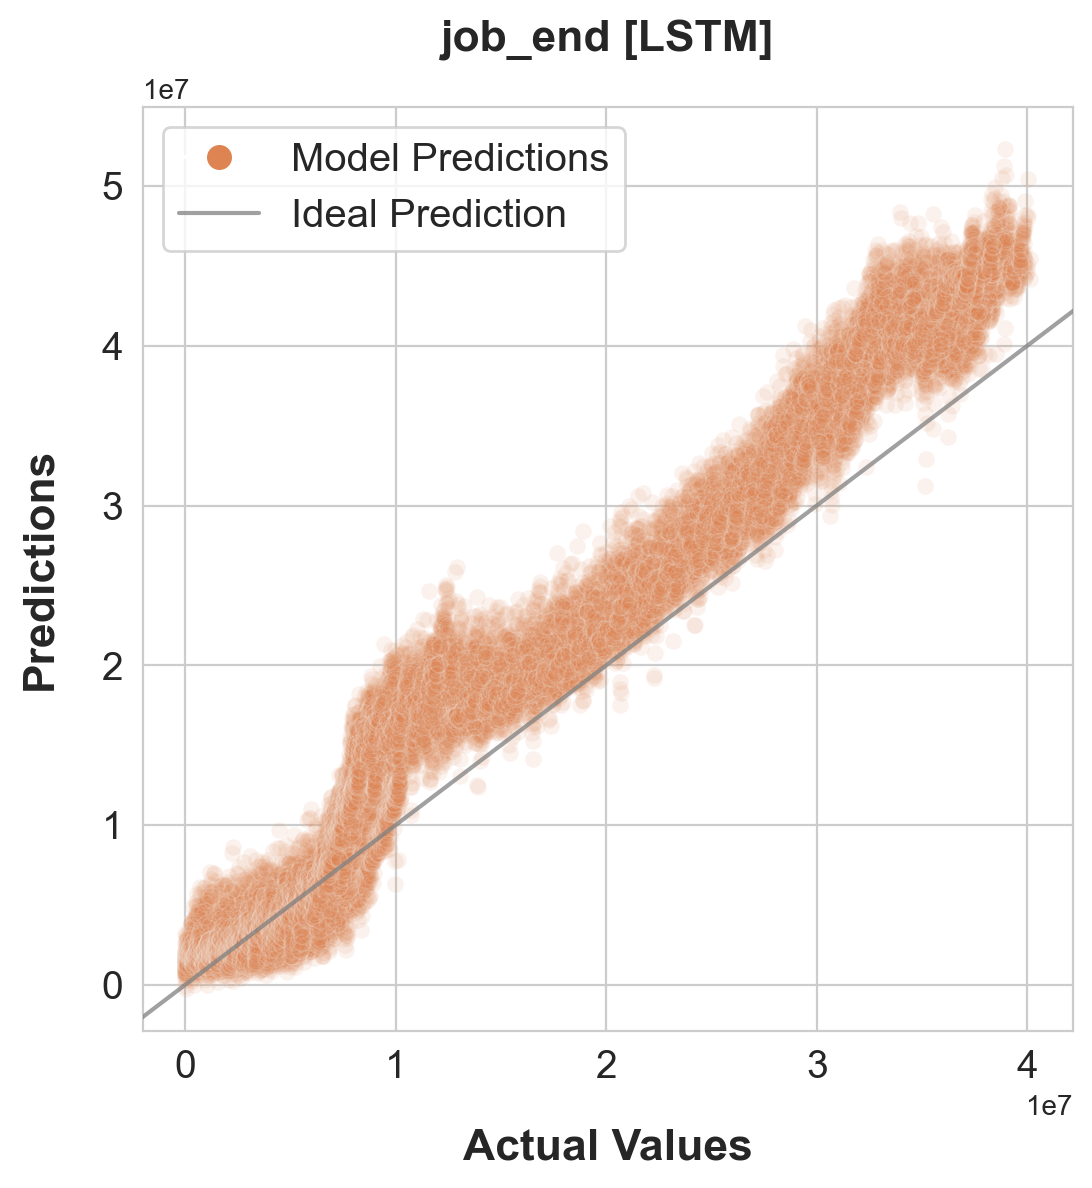 job_end [LSTM]
1e7
Model Predictions
Ideal Prediction
5
4
3
2
1
0
Predictions
0 1 2 3 4
1e7
Actual Values